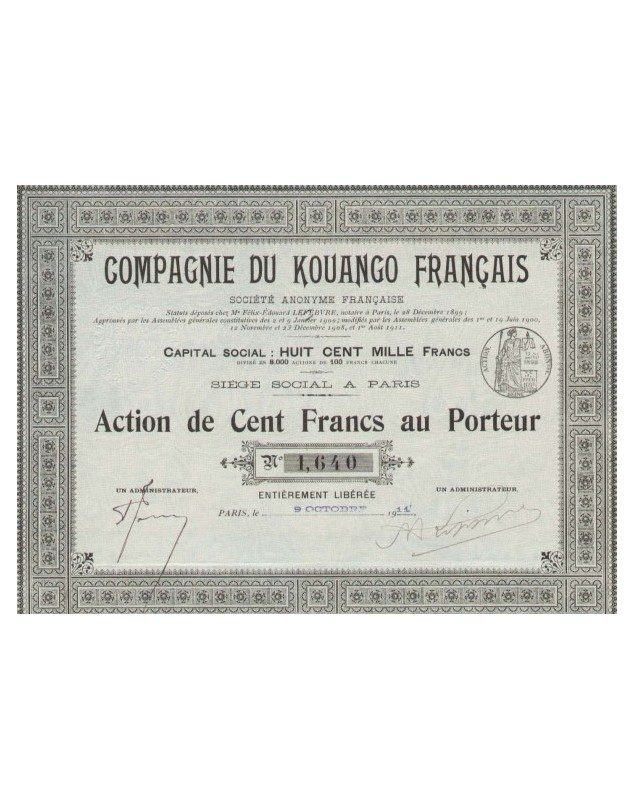 COMPAGNIE DU KOUANGO FRANÇAIS
SOCIÉTÉ ANONYME FRANÇAISE
Statuts déposés chez Me Félix-Édouard LEFEBVRE, notaire à Paris, le 28 Décembre 1899;
Approuvés par les Assemblées générales constitutives des 2 et 9 Janvier 1900; modifiés par les Assemblées générales des 1er et 19 Juin 1900,
12 Novembre et 23 Décembre 1908, et 1er Août 1911.
CAPITAL SOCIAL : HUIT CENT MILLE FRANCS
DIVISÉ EN 8.000 ACTIONS DE 100 FRANCS CHACUNE
SIÈGE SOCIAL A PARIS
ACTION
SEINE
Action de Cent Francs au Porteur
No 1,640
UN ADMINISTRATEUR,
UN ADMINISTRATEUR,
ENTIÈREMENT LIBÉRÉE
PARIS, le 9 OCTOBRE 1911